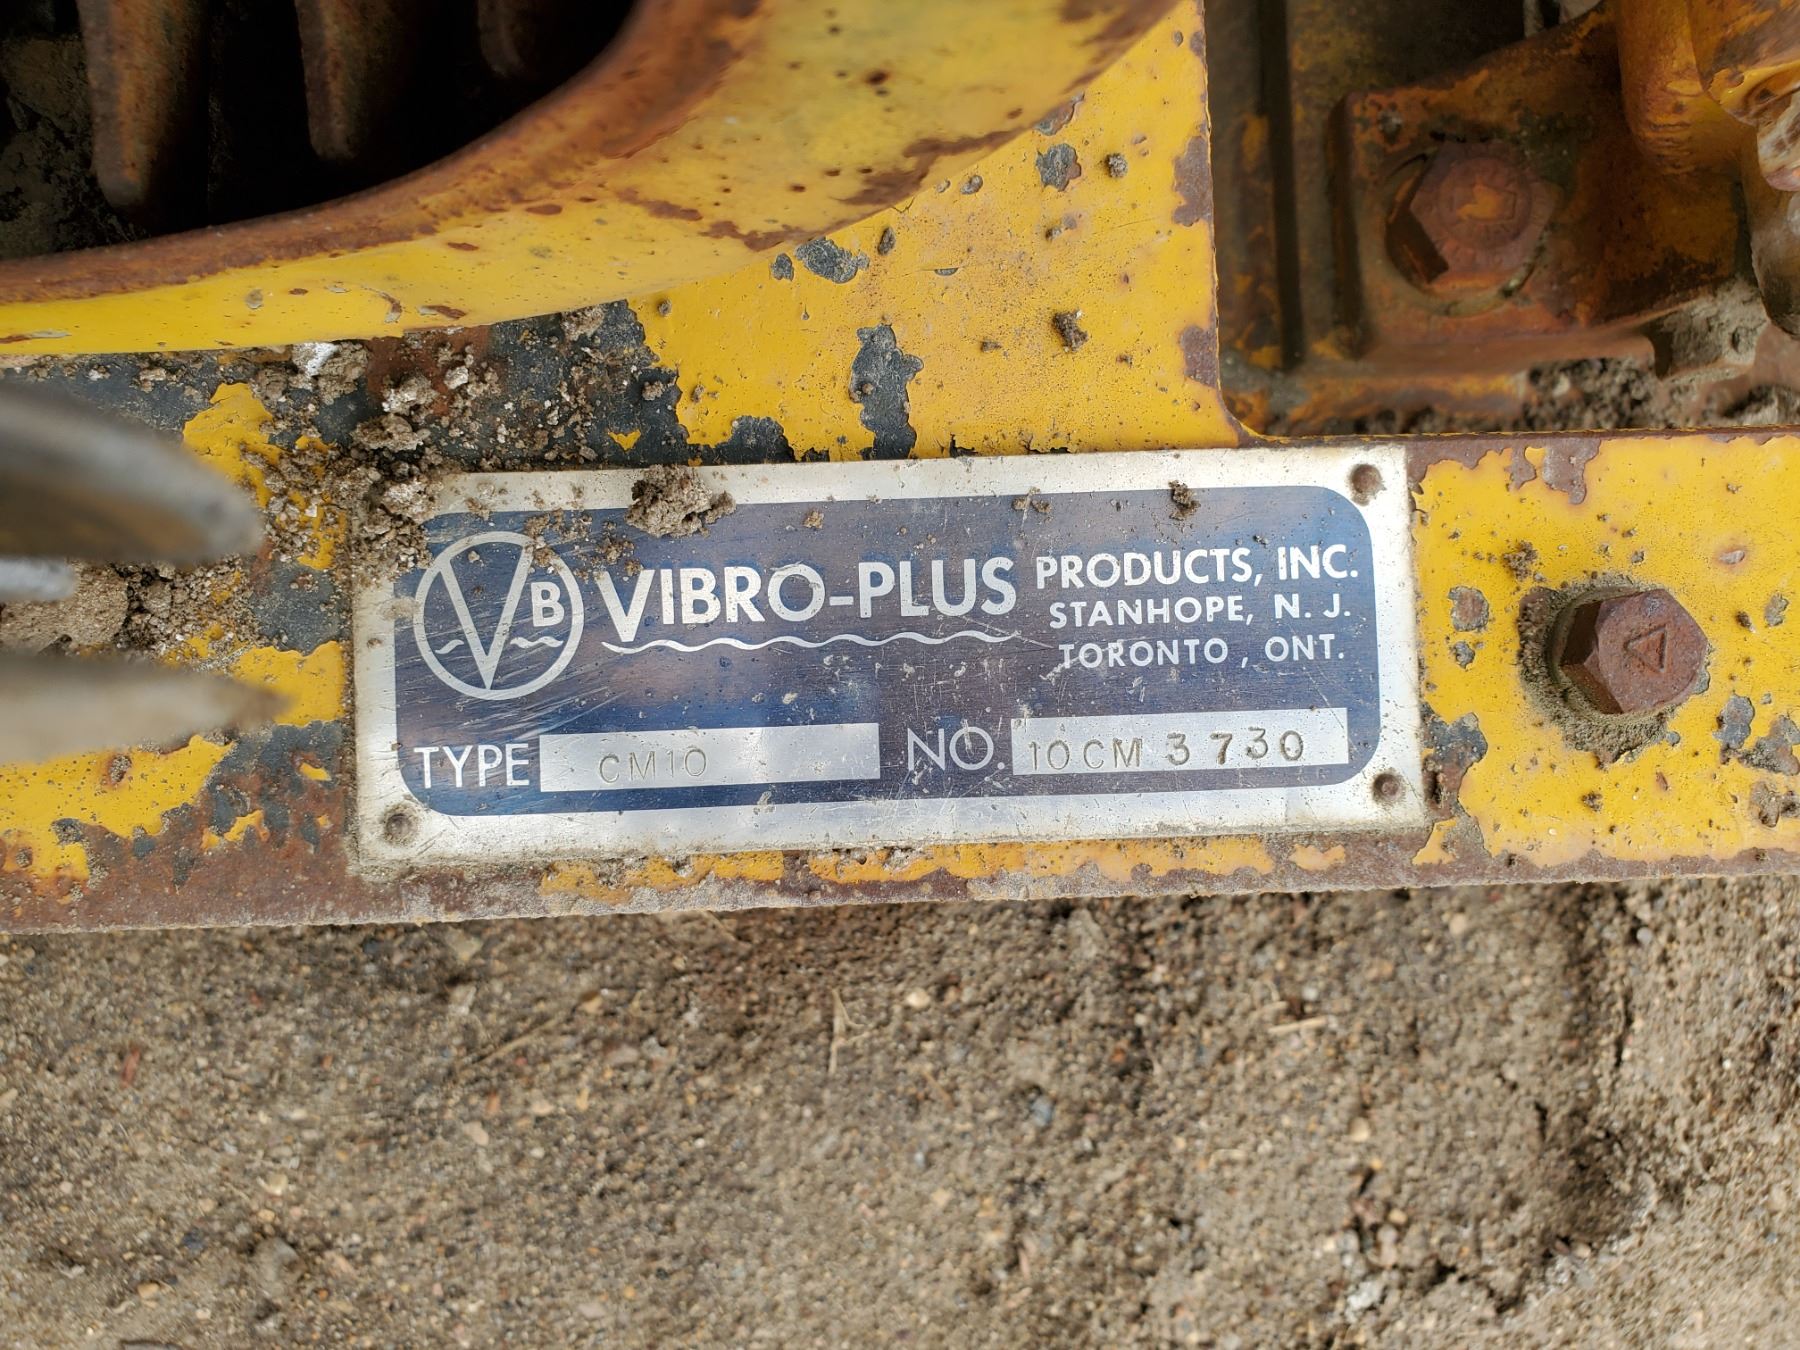 VB VIBRO-PLUS PRODUCTS, INC.
STANHOPE, N. J.
TORONTO, ONT.
TYPE CM10 NO. 10CM 3730